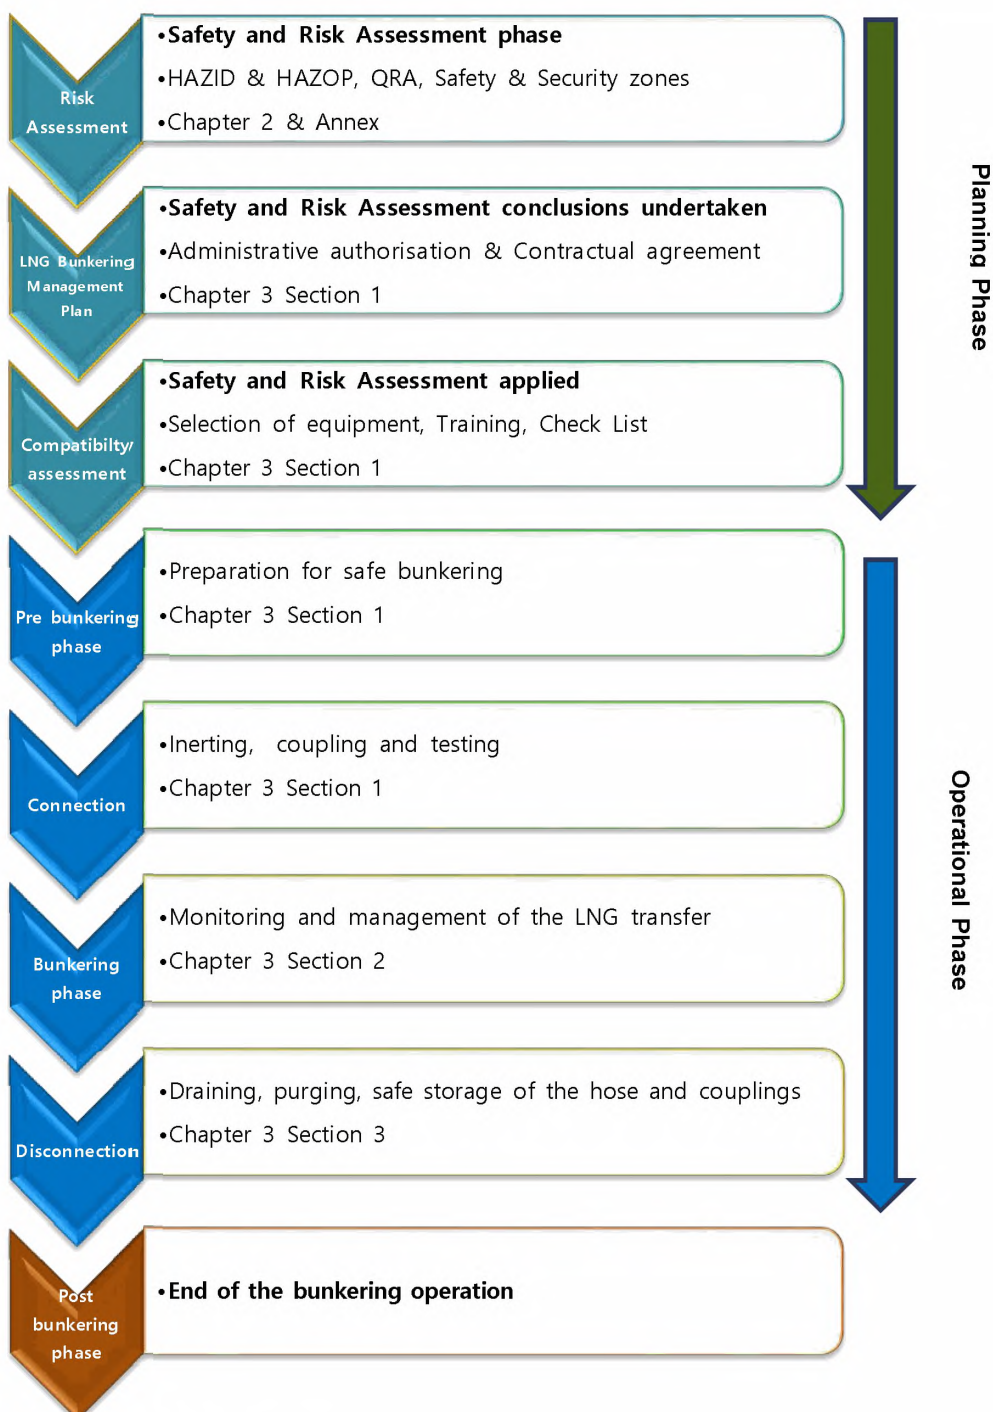 Risk
Assessment
•Safety and Risk Assessment phase
•HAZID & HAZOP, QRA, Safety & Security zones
•Chapter 2 & Annex
LNG Bunkering
Management
Plan
•Safety and Risk Assessment conclusions undertaken
•Administrative authorisation & Contractual agreement
•Chapter 3 Section 1
Compatibilty/
assessment
•Safety and Risk Assessment applied
•Selection of equipment, Training, Check List
•Chapter 3 Section 1
Planning Phase
Pre bunkering
phase
•Preparation for safe bunkering
•Chapter 3 Section 1
Connection
•Inerting, coupling and testing
•Chapter 3 Section 1
Bunkering
phase
•Monitoring and management of the LNG transfer
•Chapter 3 Section 2
Disconnection
•Draining, purging, safe storage of the hose and couplings
•Chapter 3 Section 3
Operational Phase
Post
bunkering
phase
•End of the bunkering operation